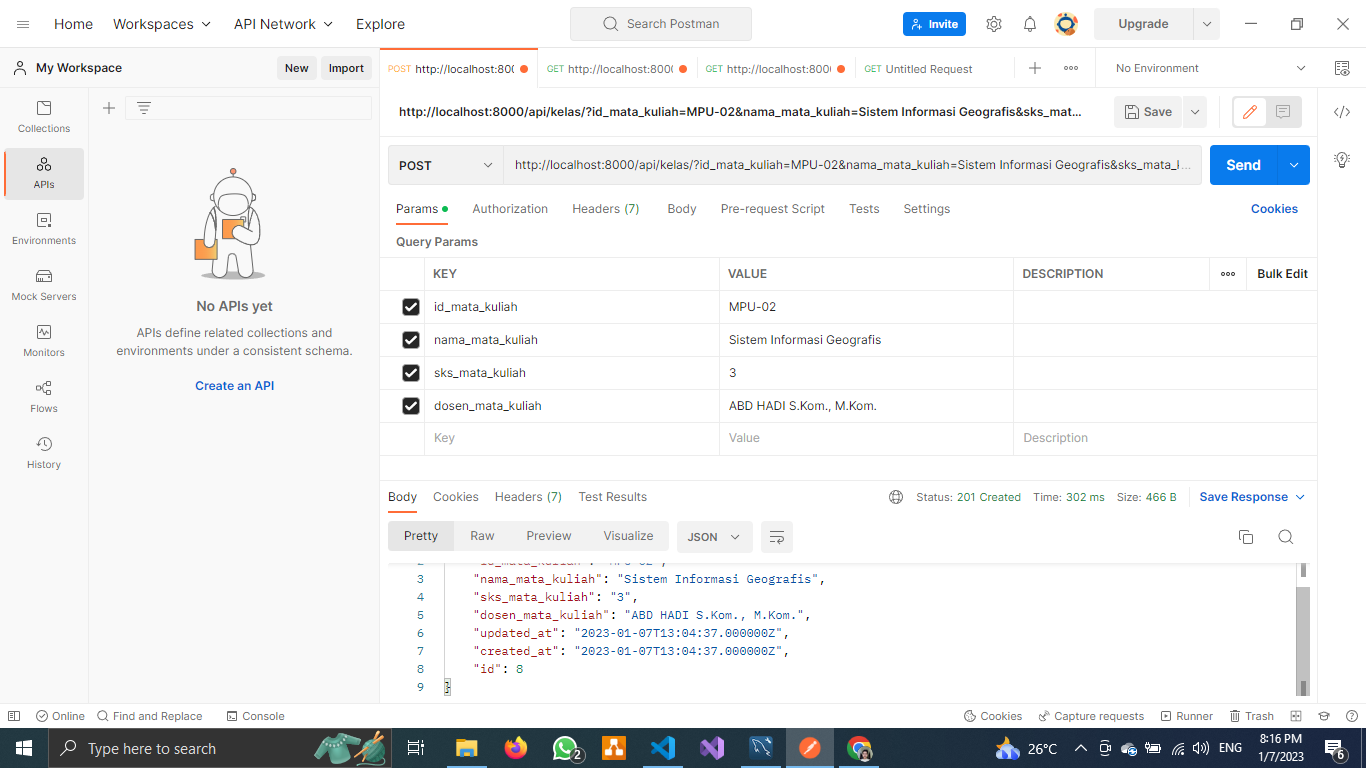 Home Workspaces API Network Explore Search Postman Invite Upgrade
My Workspace New Import POST http://localhost:800 GET http://localhost:800 GET http://localhost:800 GET Untitled Request No Environment
Collections
APIs
Environments
Mock Servers
Monitors
Flows
History
No APIs yet
APIs define related collections and
environments under a consistent schema.
Create an API
http://localhost:8000/api/kelas/?id_mata_kuliah=MPU-02&nama_mata_kuliah=Sistem Informasi Geografis&sks_mat... Save
POST http://localhost:8000/api/kelas/?id_mata_kuliah=MPU-02&nama_mata_kuliah=Sistem Informasi Geografis&sks_mata_k... Send
Params Authorization Headers (7) Body Pre-request Script Tests Settings Cookies
Query Params
KEY VALUE DESCRIPTION Bulk Edit
id_mata_kuliah MPU-02
nama_mata_kuliah Sistem Informasi Geografis
sks_mata_kuliah 3
dosen_mata_kuliah ABD HADI S.Kom., M.Kom.
Key Value Description
Body Cookies Headers (7) Test Results Status: 201 Created Time: 302 ms Size: 466 B Save Response
Pretty Raw Preview Visualize JSON
2 "id_mata_kuliah": "MPU-02",
3 "nama_mata_kuliah": "Sistem Informasi Geografis",
4 "sks_mata_kuliah": "3",
5 "dosen_mata_kuliah": "ABD HADI S.Kom., M.Kom.",
6 "updated_at": "2023-01-07T13:04:37.000000Z",
7 "created_at": "2023-01-07T13:04:37.000000Z",
8 "id": 8
9 }
Online Find and Replace Console Cookies Capture requests Runner Trash
Type here to search 2 26°C ENG 8:16 PM 6
1/7/2023